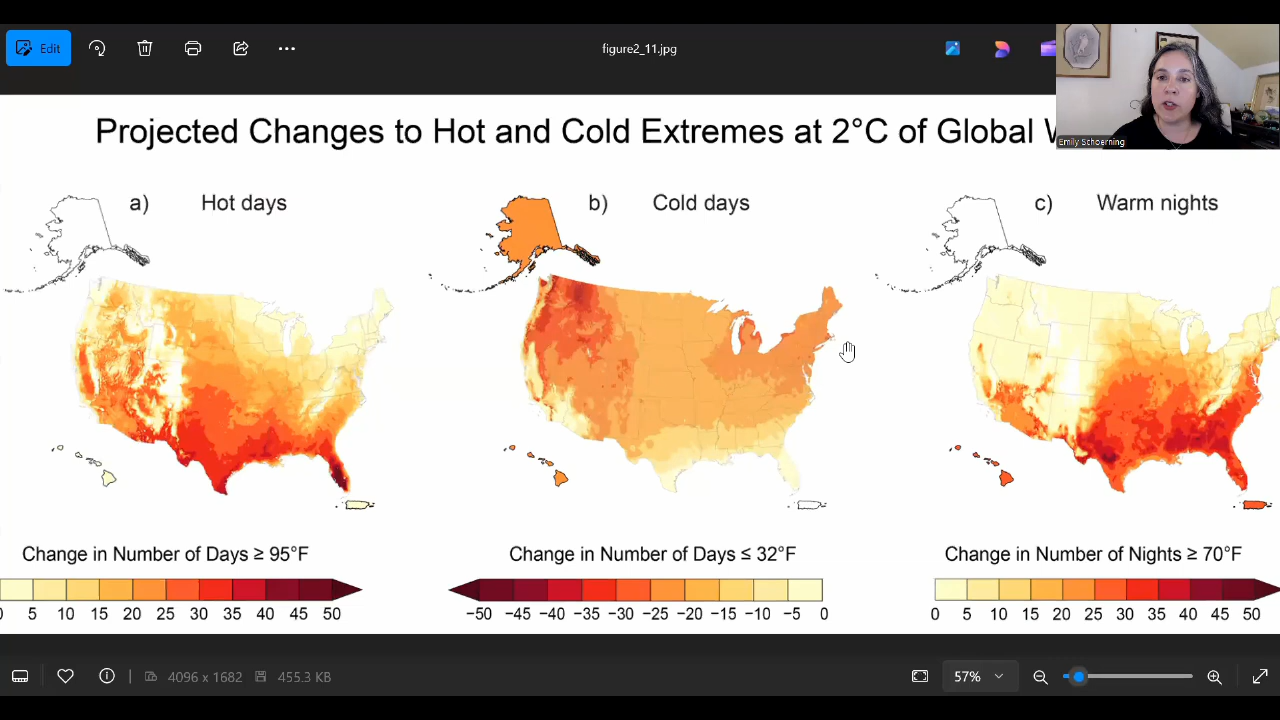 Edit
figure2_11.jpg
Emily Schoerning
Projected Changes to Hot and Cold Extremes at 2°C of Global
a) Hot days
b) Cold days
c) Warm nights
Change in Number of Days ≥ 95°F
0 5 10 15 20 25 30 35 40 45 50
Change in Number of Days ≤ 32°F
−50 −45 −40 −35 −30 −25 −20 −15 −10 −5 0
Change in Number of Nights ≥ 70°F
0 5 10 15 20 25 30 35 40 45 50
4096 x 1682
455.3 KB
57%